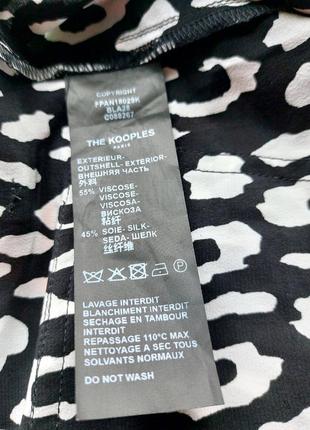 COPYRIGHT
FPAN18029K
BLA38
C088267
THE KOOPLES
PARIS
EXTERIEUR-
OUTSHELL-EXTERIOR-
ВНЕШНЯЯ ЧАСТЬ
外料
55% VISCOSE-
VISCOSE-
VISCOSA-
ВИСКОЗА
粘纤
45% SOIE- SILK-
SEDA- ШЕЛК
丝纤维
P
LAVAGE INTERDIT
BLANCHIMENT INTERDIT
SECHAGE EN TAMBOUR
INTERDIT
REPASSAGE 110°C MAX
NETTOYAGE A SEC TOUS
SOLVANTS NORMAUX
DO NOT WASH